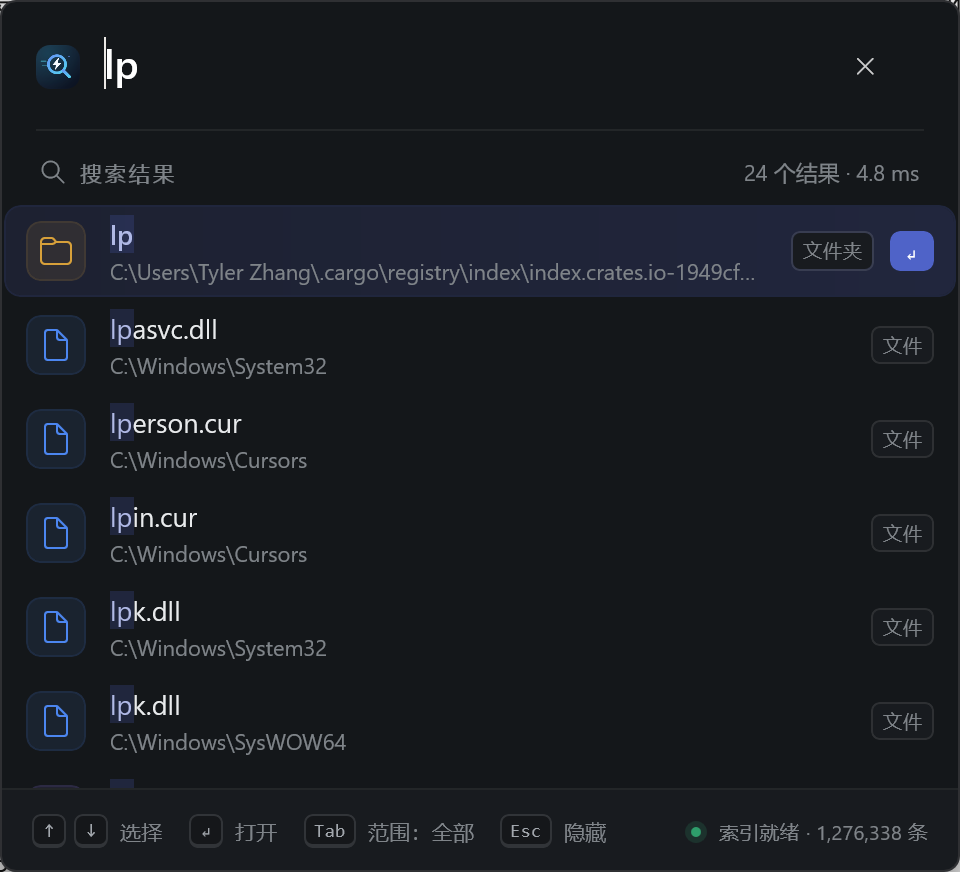 lp
搜索结果 24 个结果 · 4.8 ms
lp
C:\Users\Tyler Zhang\.cargo\registry\index\index.crates.io-1949cf... 文件夹 ↵
lpasvc.dll
C:\Windows\System32 文件
lperson.cur
C:\Windows\Cursors 文件
lpin.cur
C:\Windows\Cursors 文件
lpk.dll
C:\Windows\System32 文件
lpk.dll
C:\Windows\SysWOW64 文件
↑ ↓ 选择 ↵ 打开 Tab 范围：全部 Esc 隐藏 索引就绪 · 1,276,338 条